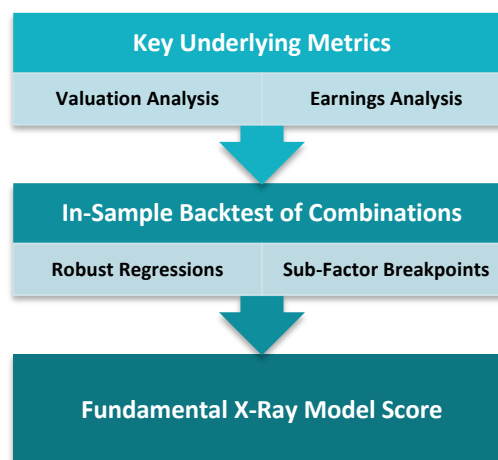 Key Underlying Metrics
Valuation Analysis
Earnings Analysis
In-Sample Backtest of Combinations
Robust Regressions
Sub-Factor Breakpoints
Fundamental X-Ray Model Score